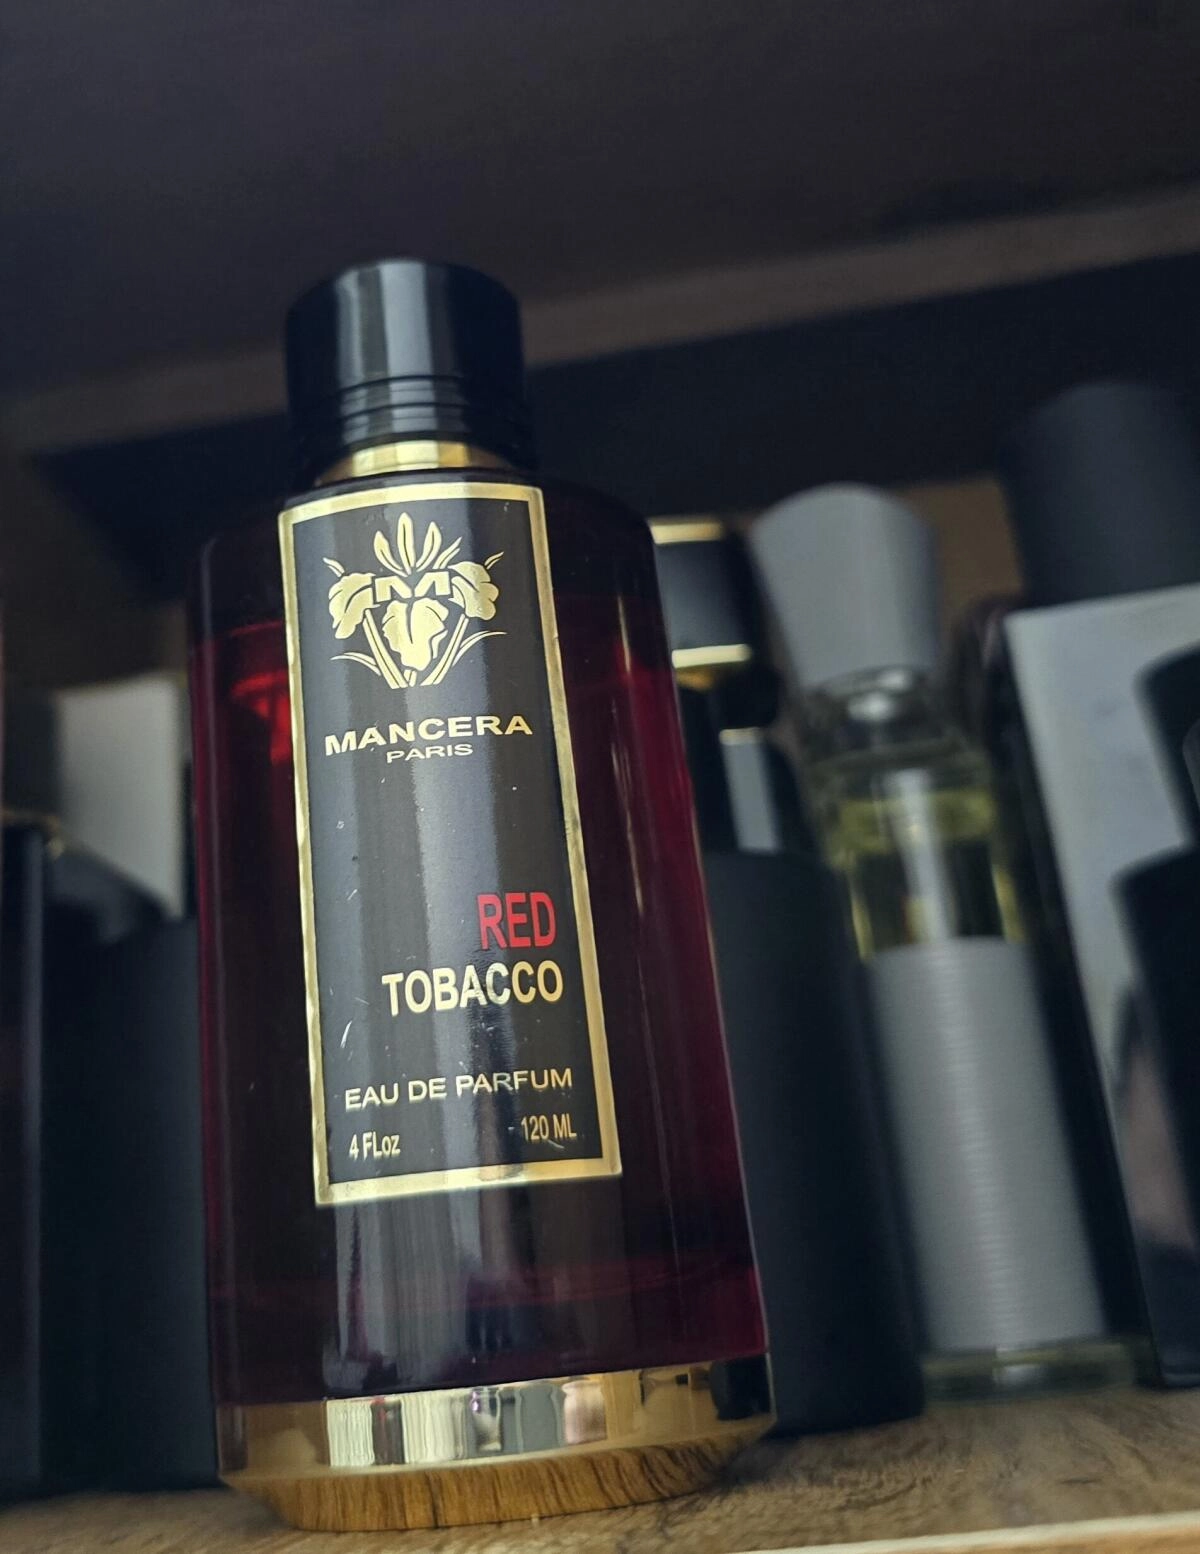 M
MANCERA
PARIS
RED
TOBACCO
EAU DE PARFUM
4 FLoz 120 ML